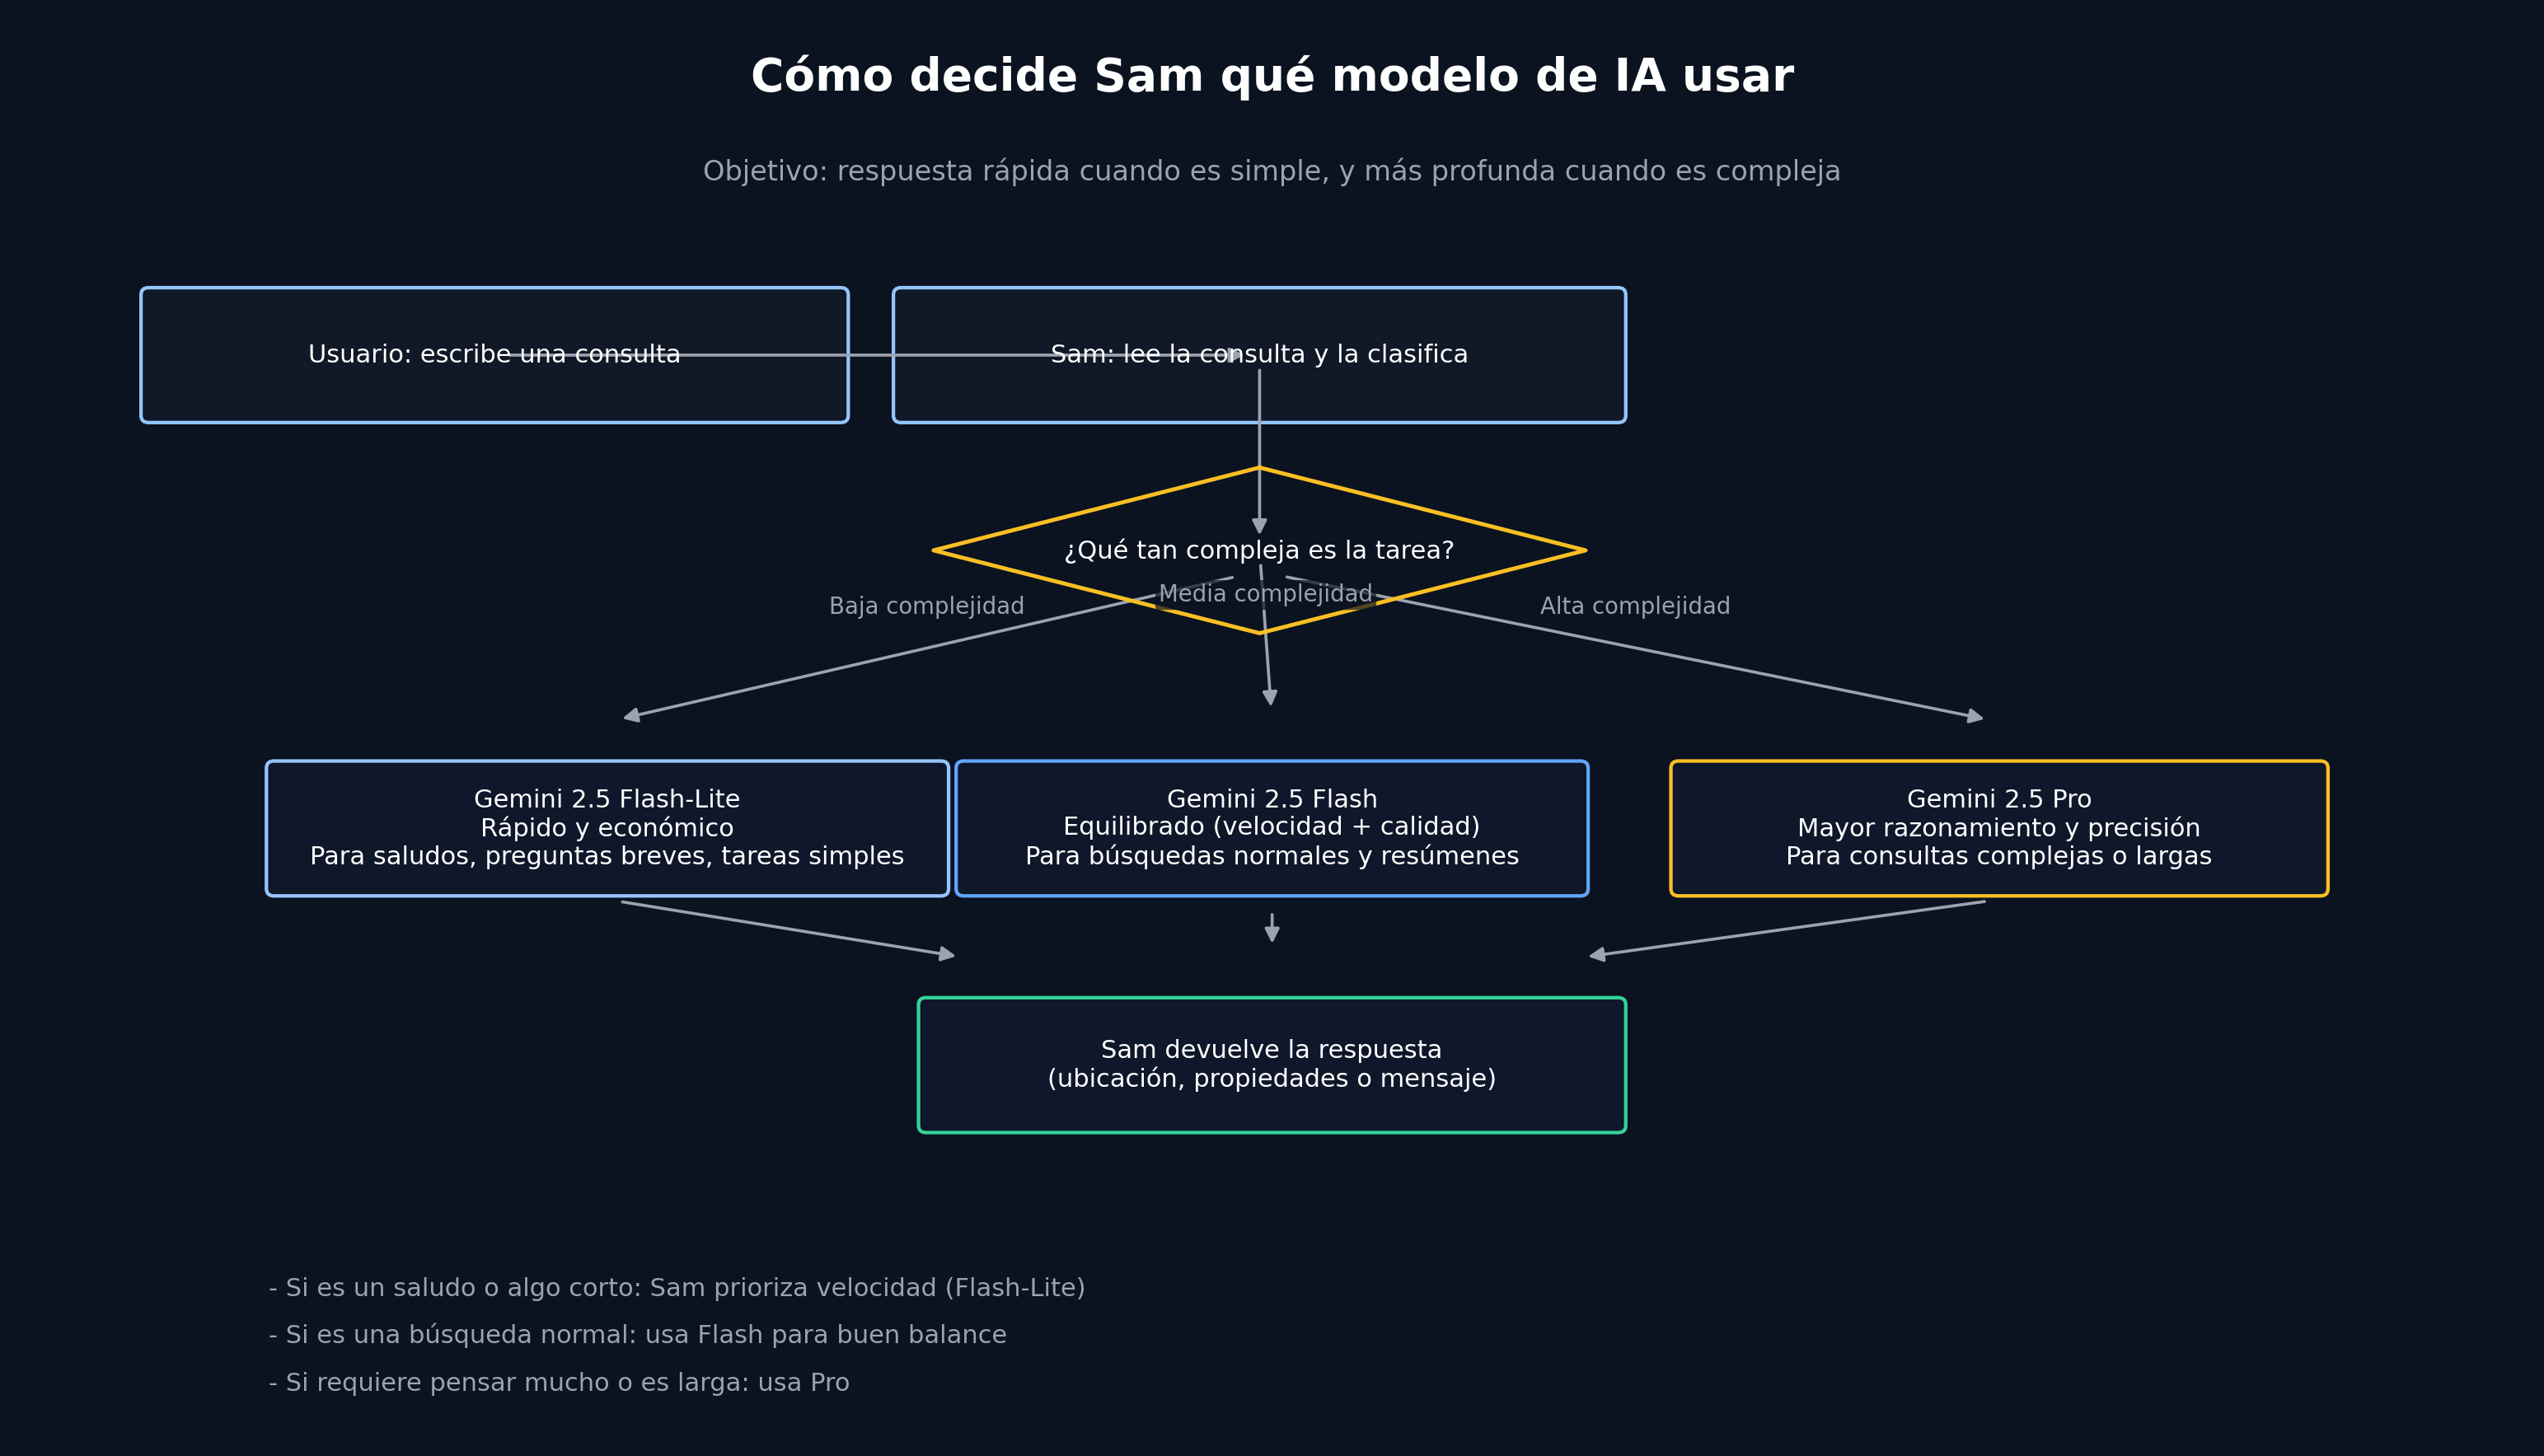 Cómo decide Sam qué modelo de IA usar
Objetivo: respuesta rápida cuando es simple, y más profunda cuando es compleja
Usuario: escribe una consulta
Sam: lee la consulta y la clasifica
¿Qué tan compleja es la tarea?
Baja complejidad
Media complejidad
Alta complejidad
Gemini 2.5 Flash-Lite
Rápido y económico
Para saludos, preguntas breves, tareas simples
Gemini 2.5 Flash
Equilibrado (velocidad + calidad)
Para búsquedas normales y resúmenes
Gemini 2.5 Pro
Mayor razonamiento y precisión
Para consultas complejas o largas
Sam devuelve la respuesta
(ubicación, propiedades o mensaje)
- Si es un saludo o algo corto: Sam prioriza velocidad (Flash-Lite)
- Si es una búsqueda normal: usa Flash para buen balance
- Si requiere pensar mucho o es larga: usa Pro